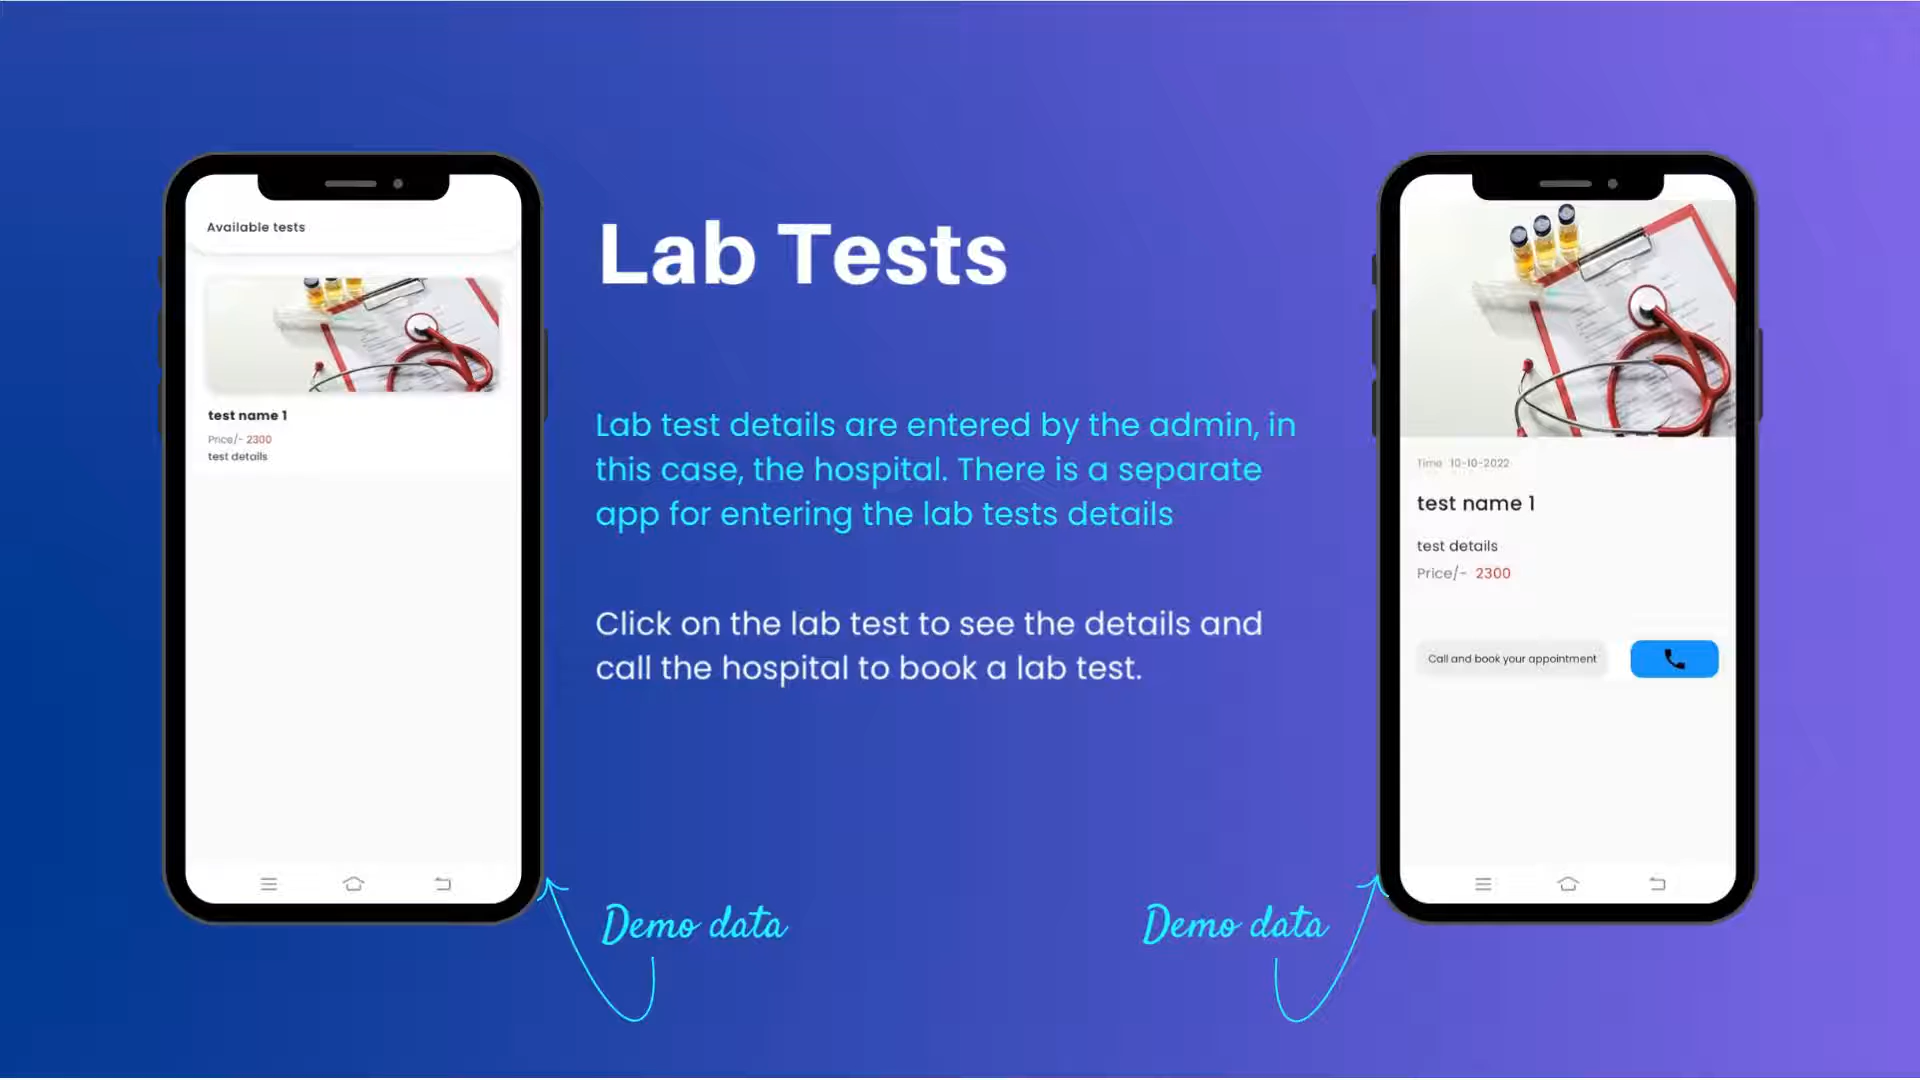 Available tests
test name 1
Price/- 2300
test details
Lab Tests
Lab test details are entered by the admin, in
this case, the hospital. There is a separate
app for entering the lab tests details
Click on the lab test to see the details and
call the hospital to book a lab test.
Demo data
Demo data
Time 10-10-2022
test name 1
test details
Price/- 2300
Call and book your appointment